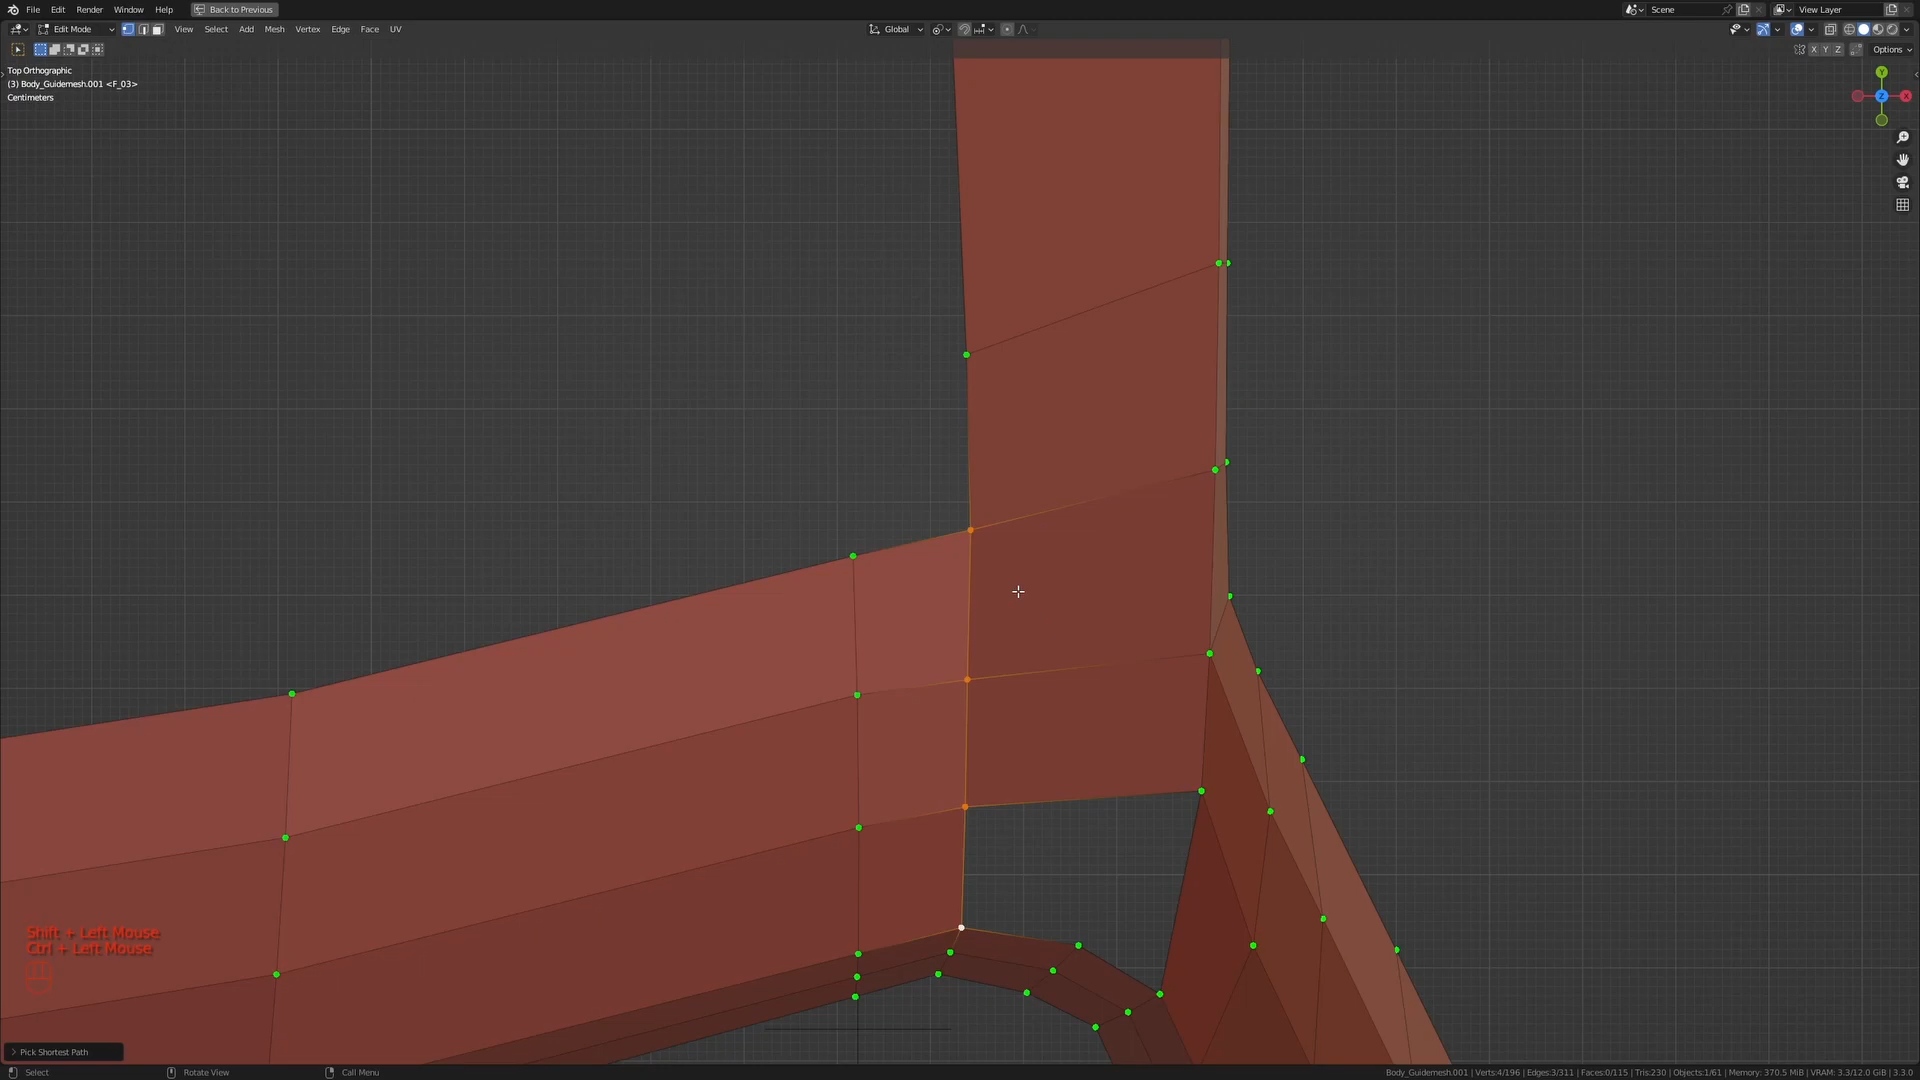 File Edit Render Window Help Back to Previous Scene View Layer
Edit Mode View Select Add Mesh Vertex Edge Face UV Global
X Y Z Options
Top Orthographic
(3) Body_Guidemesh.001 <F_03>
Centimeters
Y
Z X
Shift + Left Mouse
Ctrl + Left Mouse
Pick Shortest Path
Select Rotate View Call Menu Body_Guidemesh.001 | Verts:4/196 | Edges:3/311 | Faces:0/115 | Tris:230 | Objects:1/61 | Memory: 370.5 MiB | VRAM: 3.3/12.0 GiB | 3.3.0